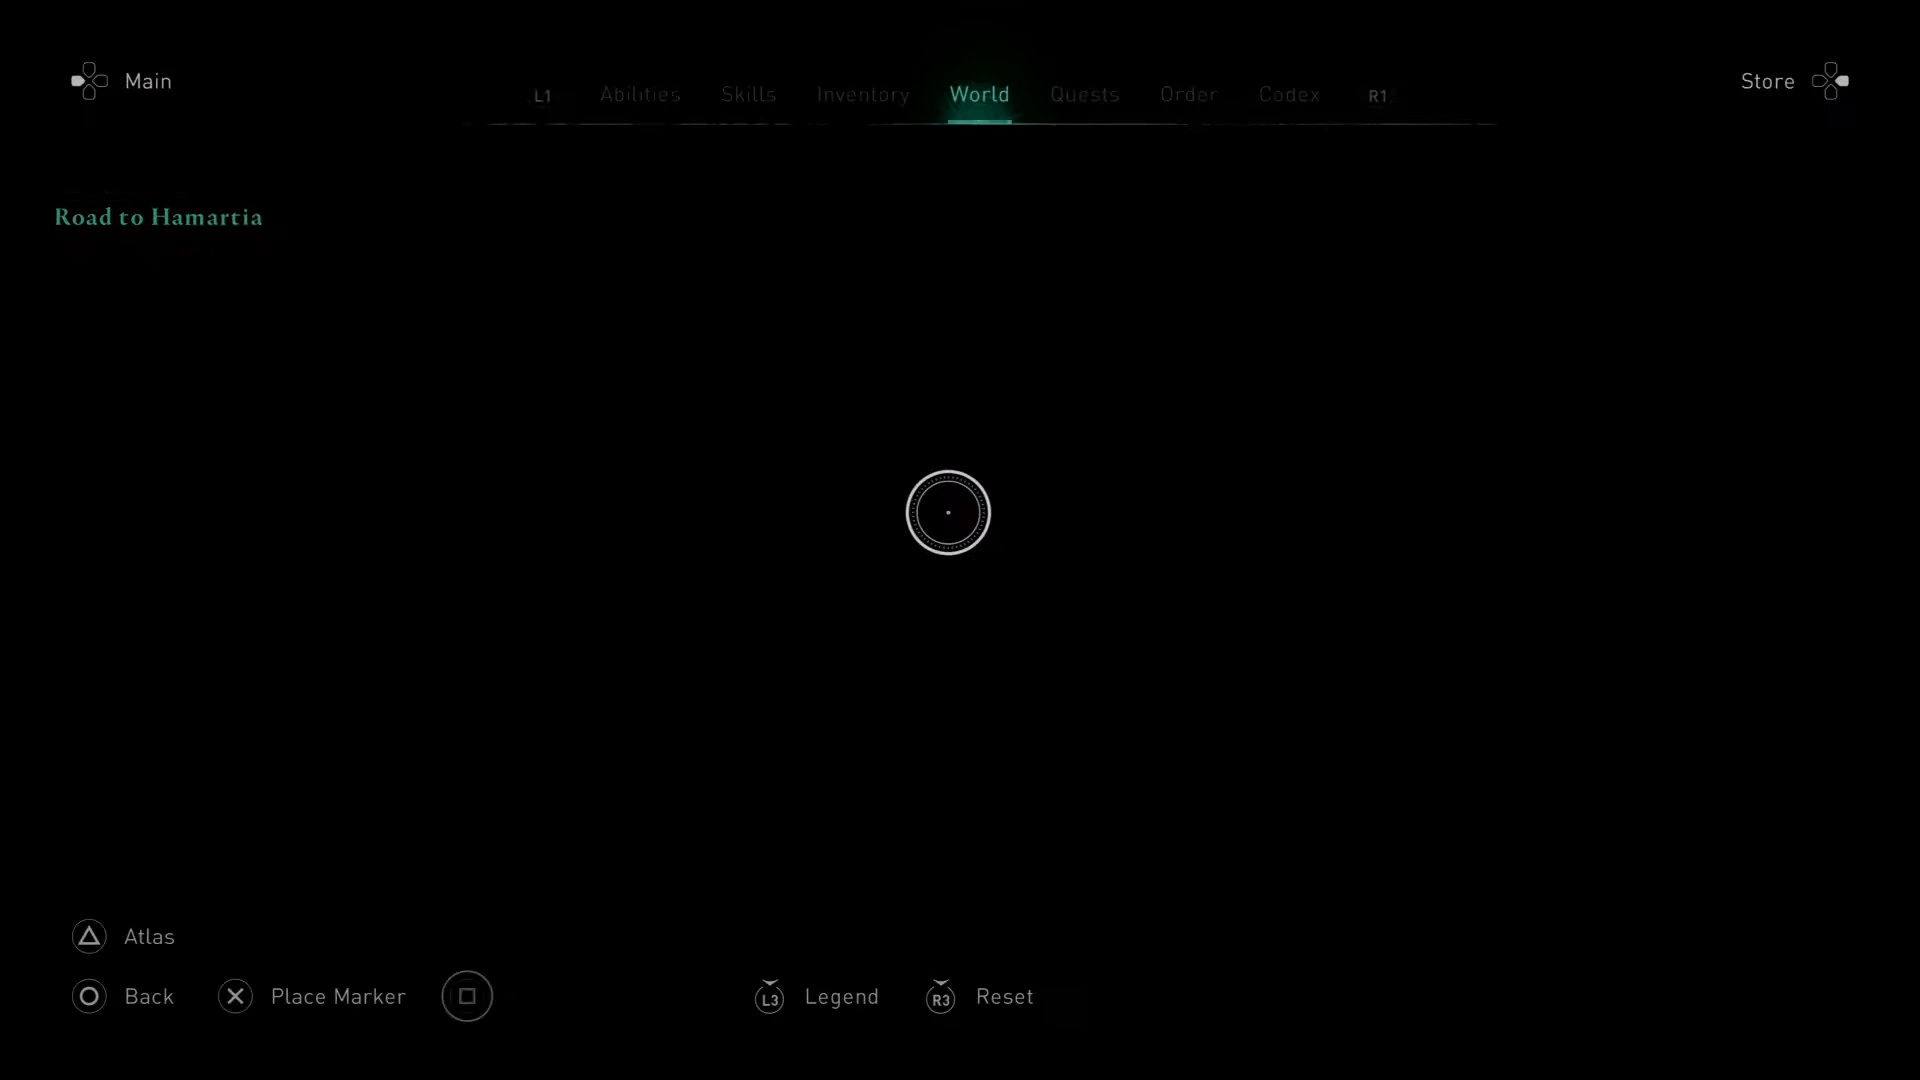 Main
L1 Abilities Skills Inventory World Quests Order Codex R1
Store
Road to Hamartia
Atlas
Back Place Marker L3 Legend R3 Reset